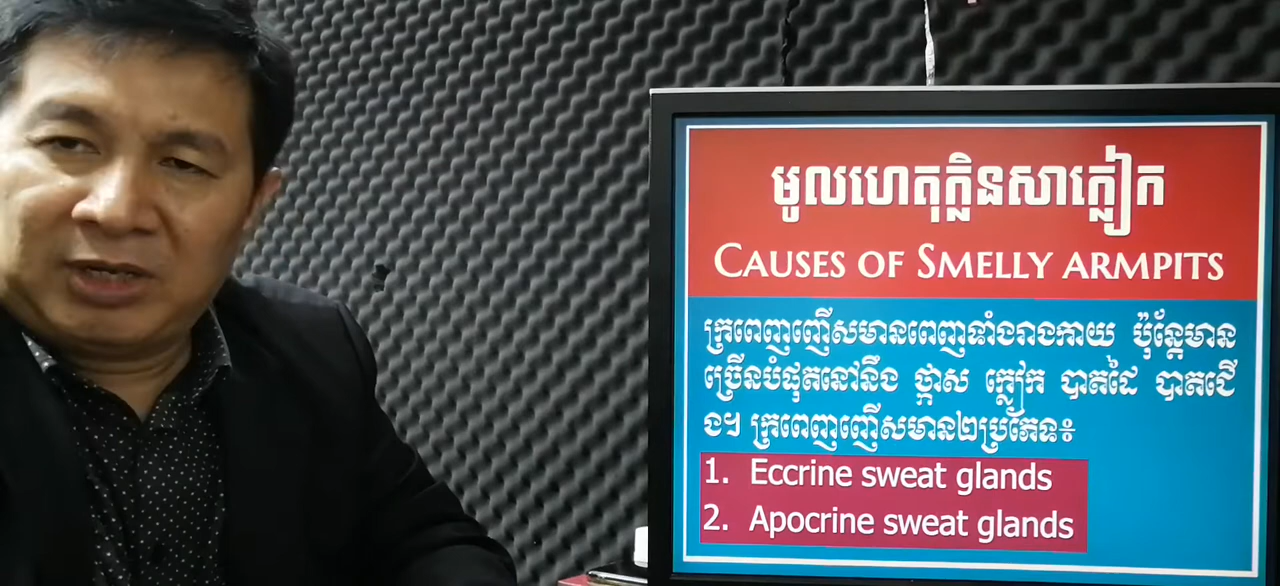 មូលហេតុក្លិនសាក្លៀក
CAUSES OF SMELLY ARMPITS
ក្រពេញញើសមានពេញទាំងរាងកាយ ប៉ុន្តែមាន
ច្រើនបំផុតនៅនឹង ថ្កាស ក្លៀក បាតដៃ បាតជើ
ង។ ក្រពេញញើសមាន២ប្រភេទ៖
1. Eccrine sweat glands
2. Apocrine sweat glands